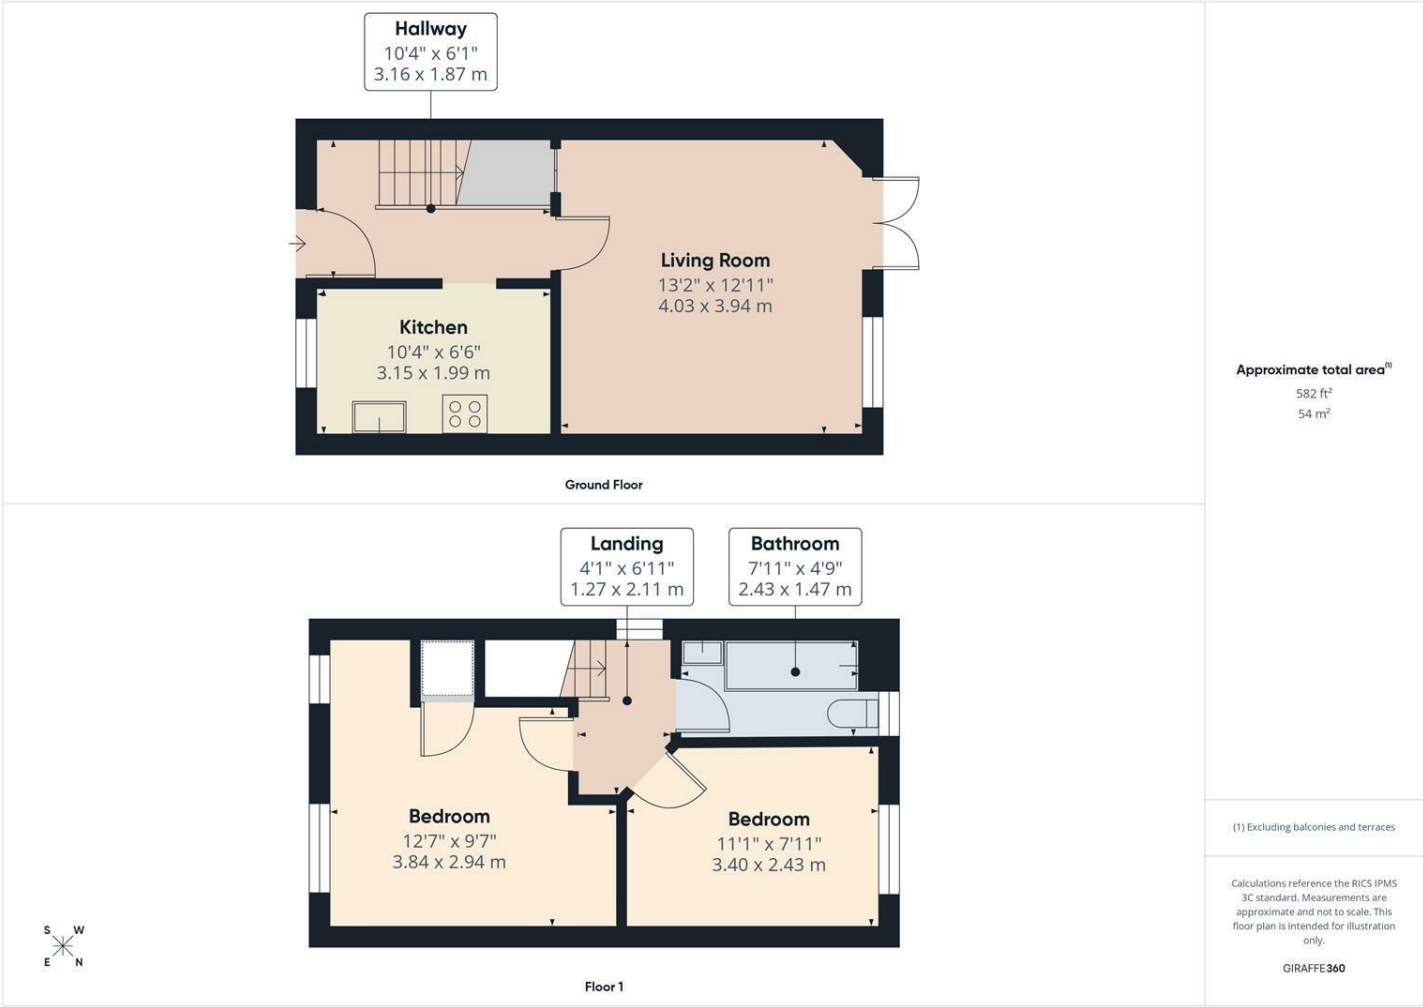 Hallway
10'4" x 6'1"
3.16 x 1.87 m
Living Room
13'2" x 12'11"
4.03 x 3.94 m
Kitchen
10'4" x 6'6"
3.15 x 1.99 m
Ground Floor
Approximate total area(1)
582 ft²
54 m²
Landing
4'1" x 6'11"
1.27 x 2.11 m
Bathroom
7'11" x 4'9"
2.43 x 1.47 m
Bedroom
12'7" x 9'7"
3.84 x 2.94 m
Bedroom
11'1" x 7'11"
3.40 x 2.43 m
S W
E N
Floor 1
(1) Excluding balconies and terraces
Calculations reference the RICS IPMS
3C standard. Measurements are
approximate and not to scale. This
floor plan is intended for illustration
only.
GIRAFFE360